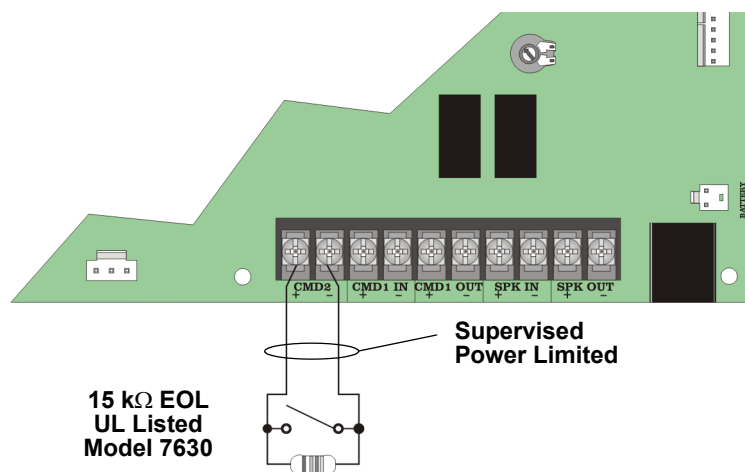 BATTERY
CMD2 CMD1 IN CMD1 OUT SPK IN SPK OUT
+ - + - + - + - + -
Supervised
Power Limited
15 kΩ EOL
UL Listed
Model 7630